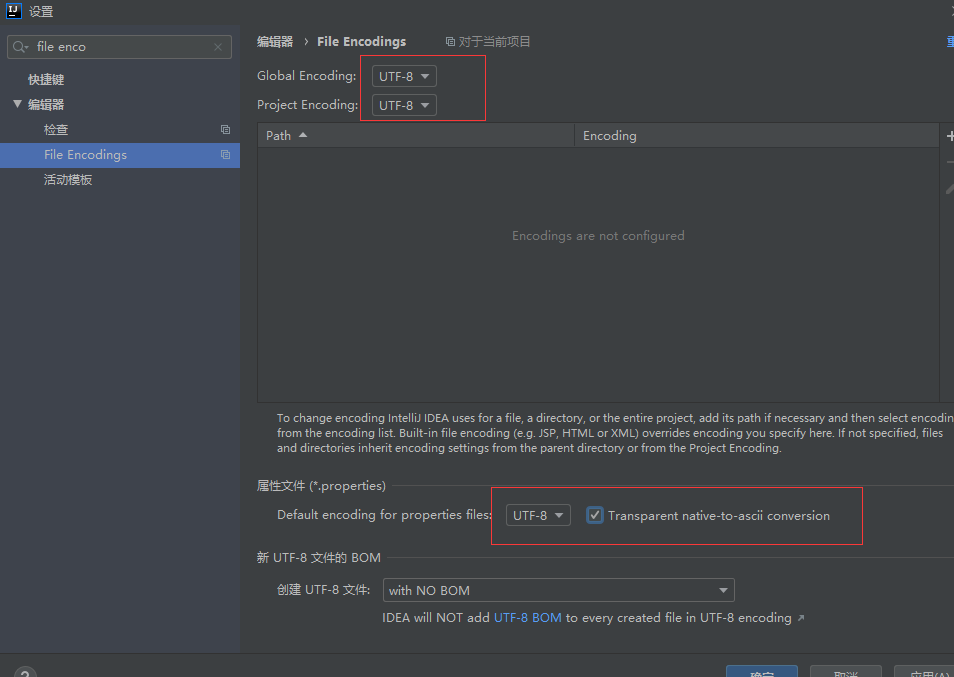 设置
file enco
快捷键
编辑器
检查
File Encodings
活动模板
编辑器 › File Encodings 对于当前项目
Global Encoding: UTF-8
Project Encoding: UTF-8
Path Encoding
Encodings are not configured
To change encoding IntelliJ IDEA uses for a file, a directory, or the entire project, add its path if necessary and then select encodin
from the encoding list. Built-in file encoding (e.g. JSP, HTML or XML) overrides encoding you specify here. If not specified, files
and directories inherit encoding settings from the parent directory or from the Project Encoding.
属性文件 (*.properties)
Default encoding for properties files: UTF-8 Transparent native-to-ascii conversion
新 UTF-8 文件的 BOM
创建 UTF-8 文件: with NO BOM
IDEA will NOT add UTF-8 BOM to every created file in UTF-8 encoding ↗
? 确定 取消 应用(A)